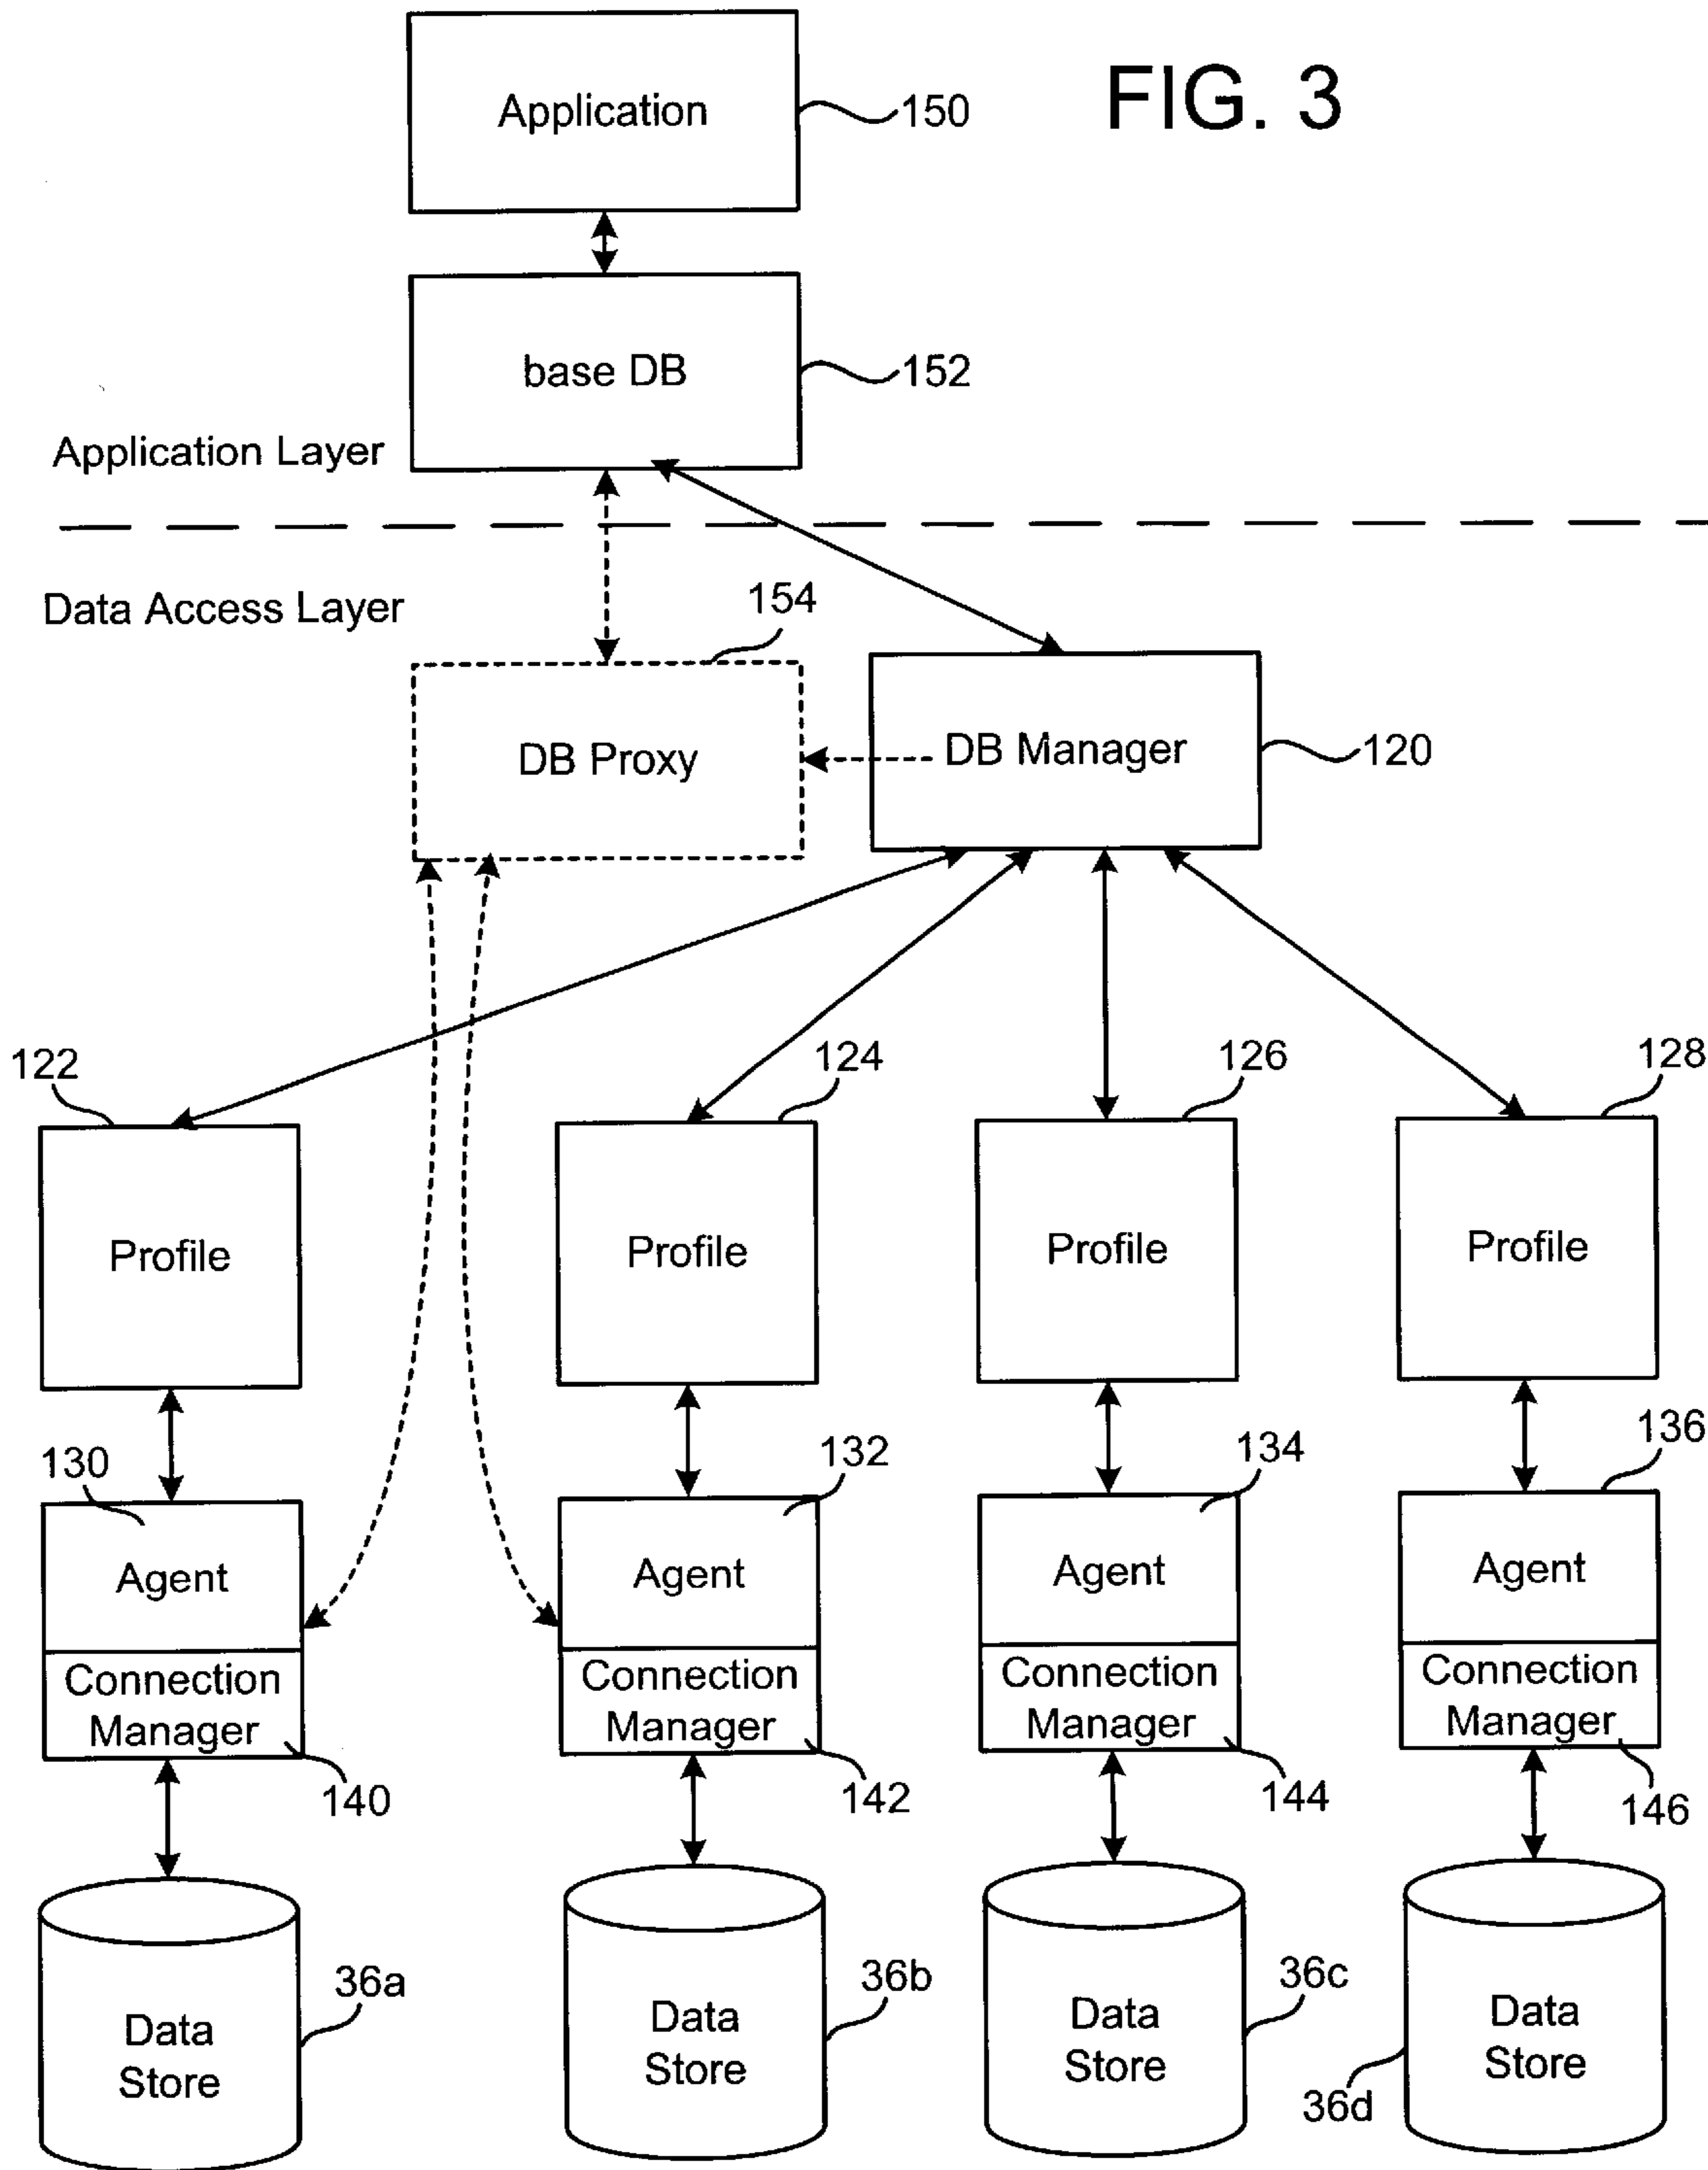 FIG. 3
Application
150
base DB
152
Application Layer
Data Access Layer
154
DB Proxy
DB Manager
120
122
124
126
128
Profile
Profile
Profile
Profile
130
132
134
136
Agent
Agent
Agent
Agent
Connection
Manager
Connection
Manager
Connection
Manager
Connection
Manager
140
142
144
146
36a
36b
36c
36d
Data
Store
Data
Store
Data
Store
Data
Store